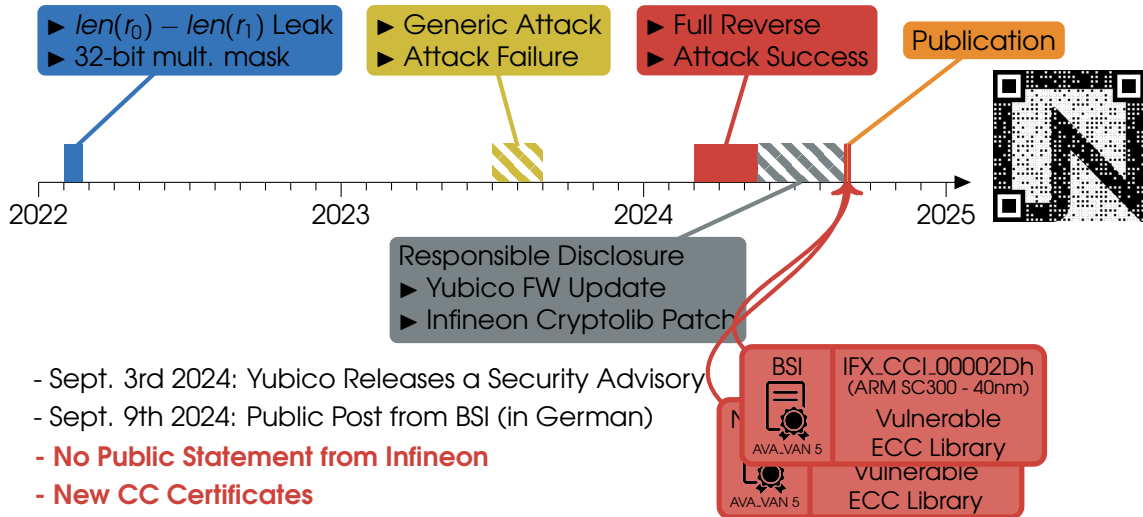 ► len(r₀) − len(r₁) Leak
► 32-bit mult. mask
► Generic Attack
► Attack Failure
► Full Reverse
► Attack Success
Publication
2022
2023
2024
2025
Responsible Disclosure
► Yubico FW Update
► Infineon Cryptolib Patch
- Sept. 3rd 2024: Yubico Releases a Security Advisory
- Sept. 9th 2024: Public Post from BSI (in German)
- No Public Statement from Infineon
- New CC Certificates
BSI
AVA_VAN 5
IFX_CCI_00002Dh
(ARM SC300 - 40nm)
Vulnerable
ECC Library
AVA_VAN 5
Vulnerable
ECC Library